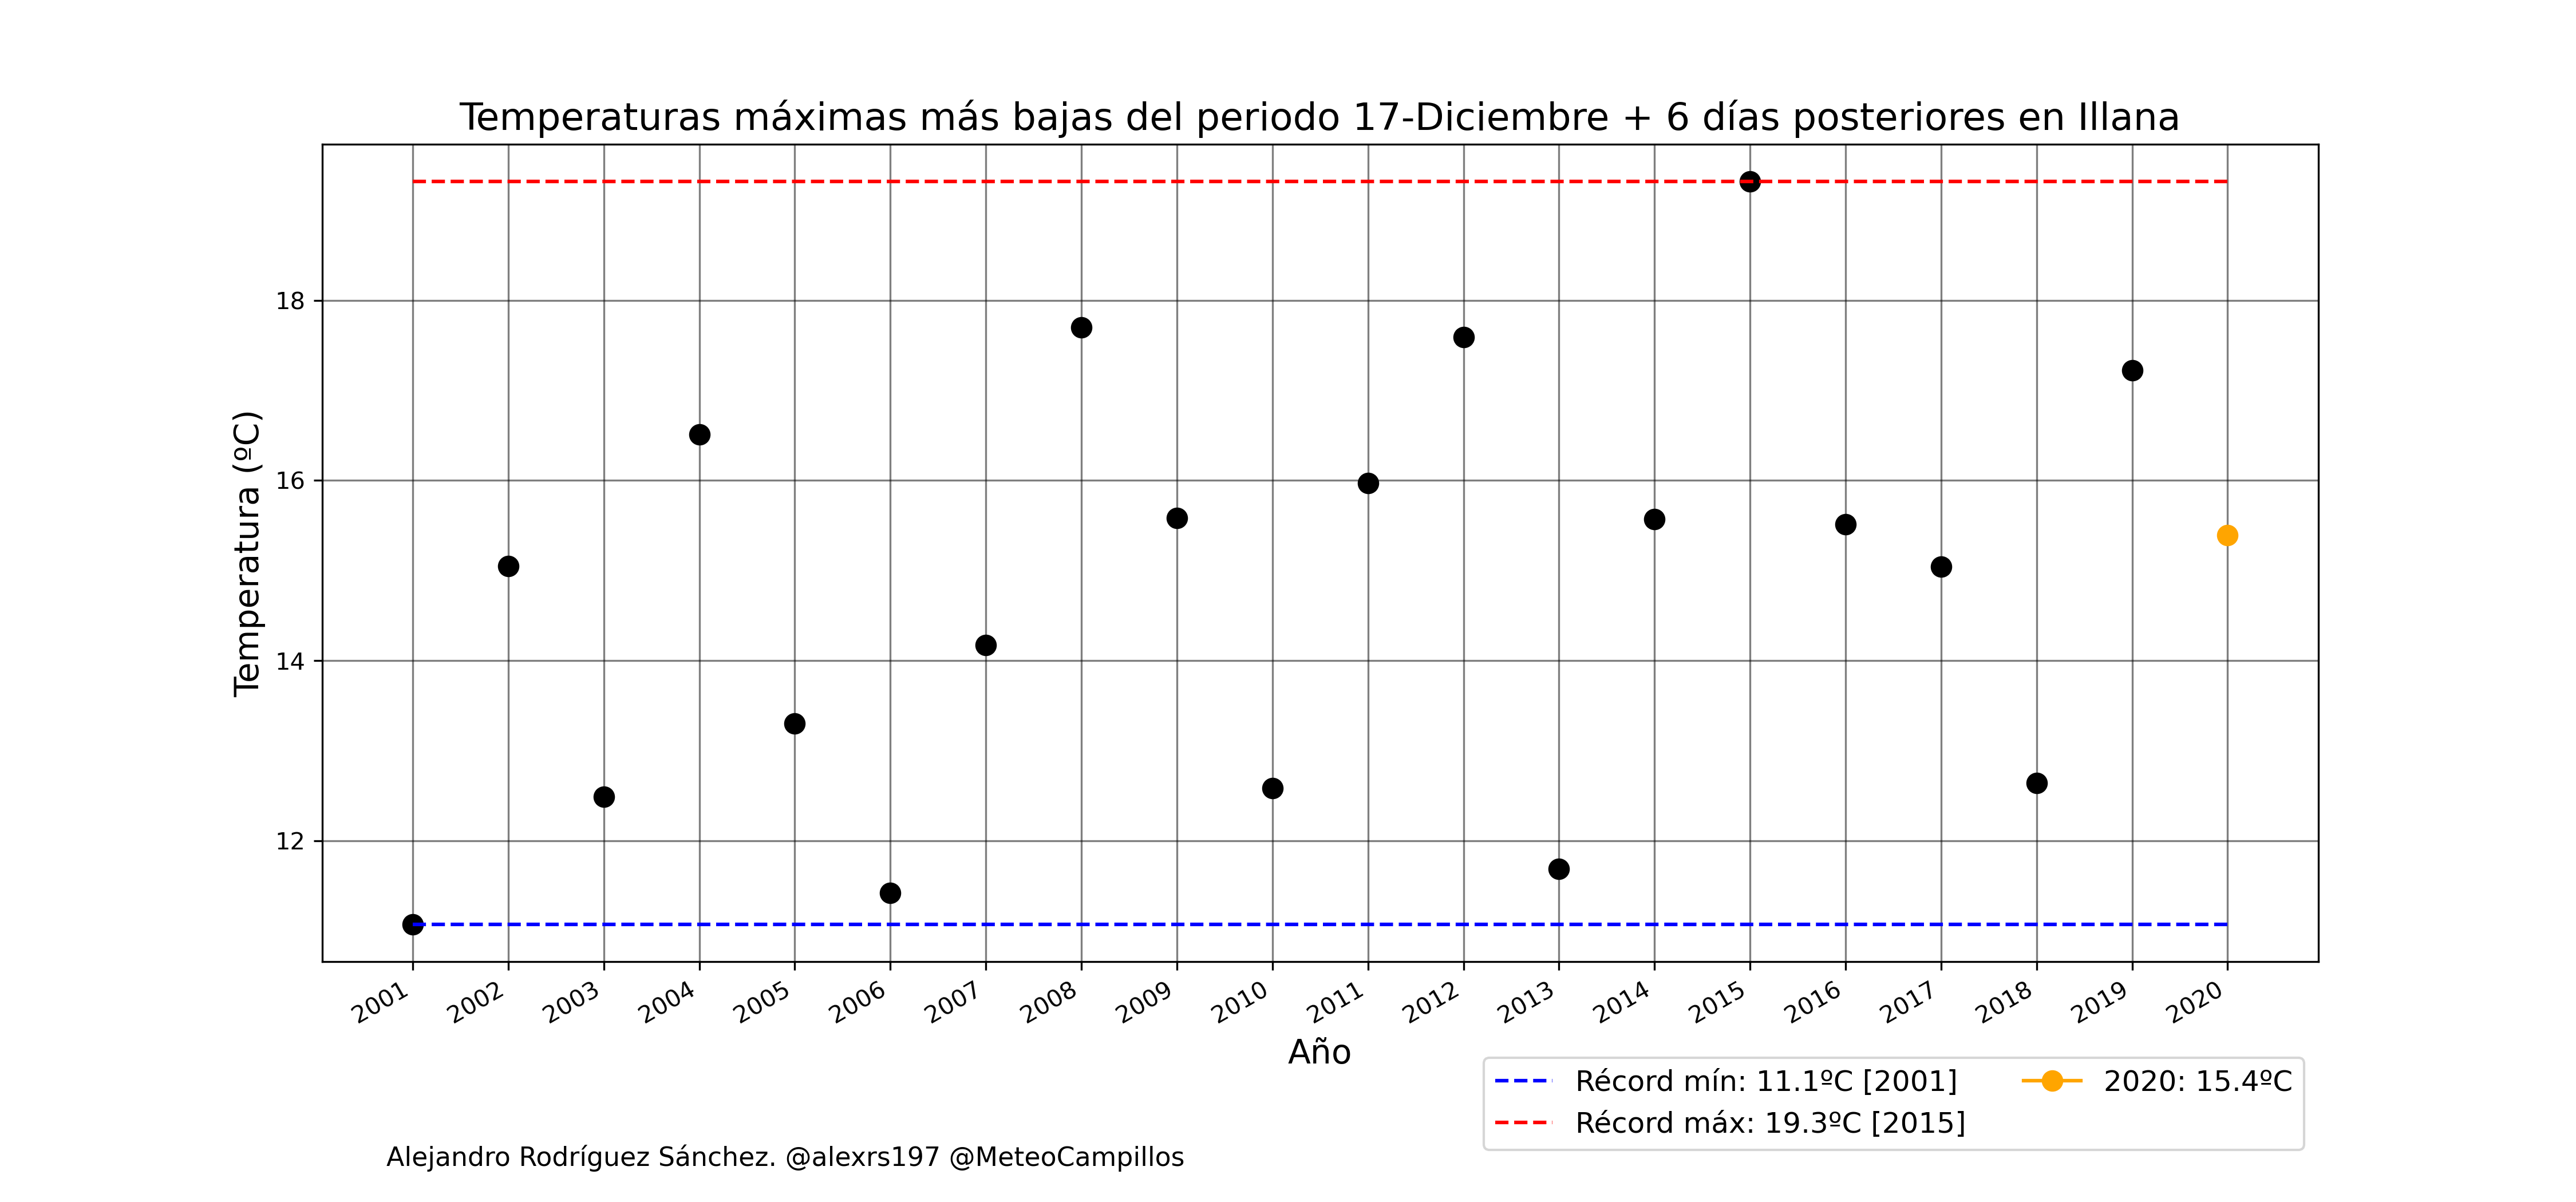 Temperaturas máximas más bajas del periodo 17-Diciembre + 6 días posteriores en Illana
Temperatura (ºC)
18
16
14
12
2001 2002 2003 2004 2005 2006 2007 2008 2009 2010 2011 2012 2013 2014 2015 2016 2017 2018 2019 2020
Año
Récord mín: 11.1ºC [2001]
Récord máx: 19.3ºC [2015]
2020: 15.4ºC
Alejandro Rodríguez Sánchez. @alexrs197 @MeteoCampillos